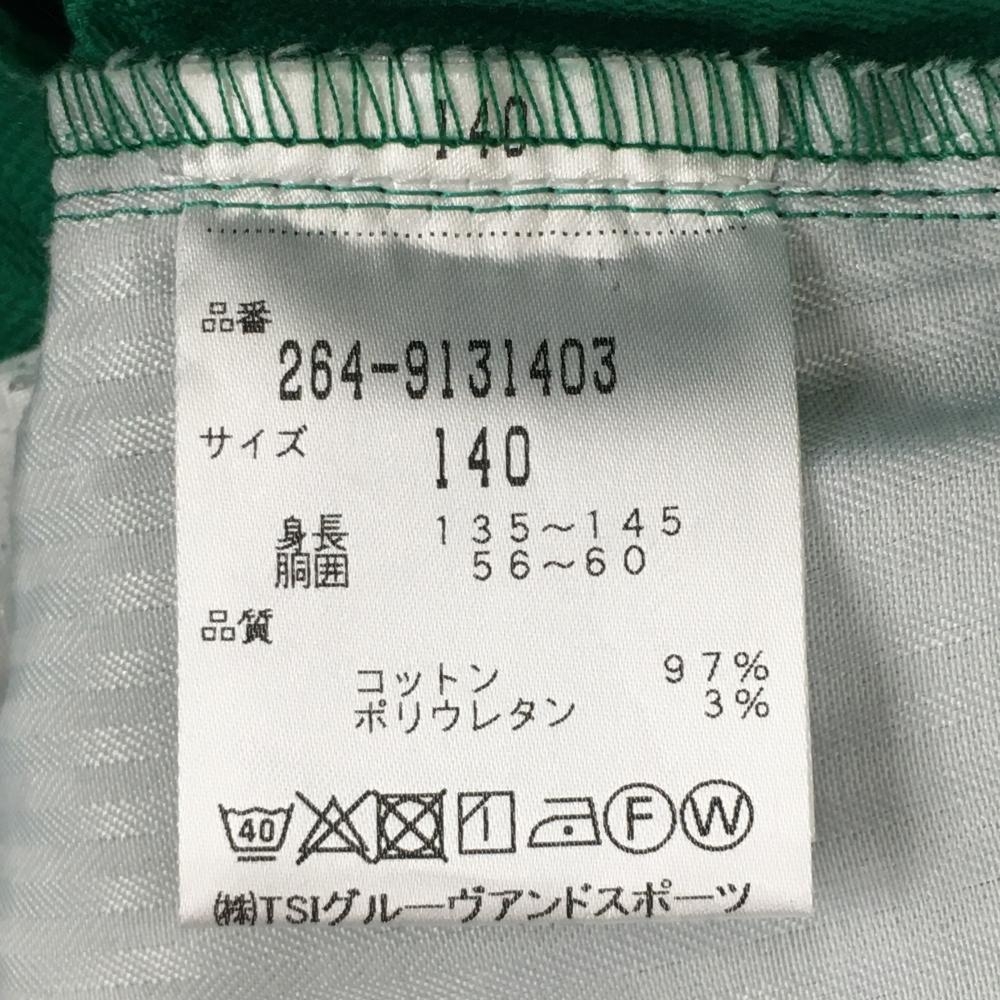 140
品番
264-9131403
サイズ 140
身長 135～145
胴囲 56～60
品質
コットン 97%
ポリウレタン 3%
40 F W
㈱TSIグルーヴアンドスポーツ